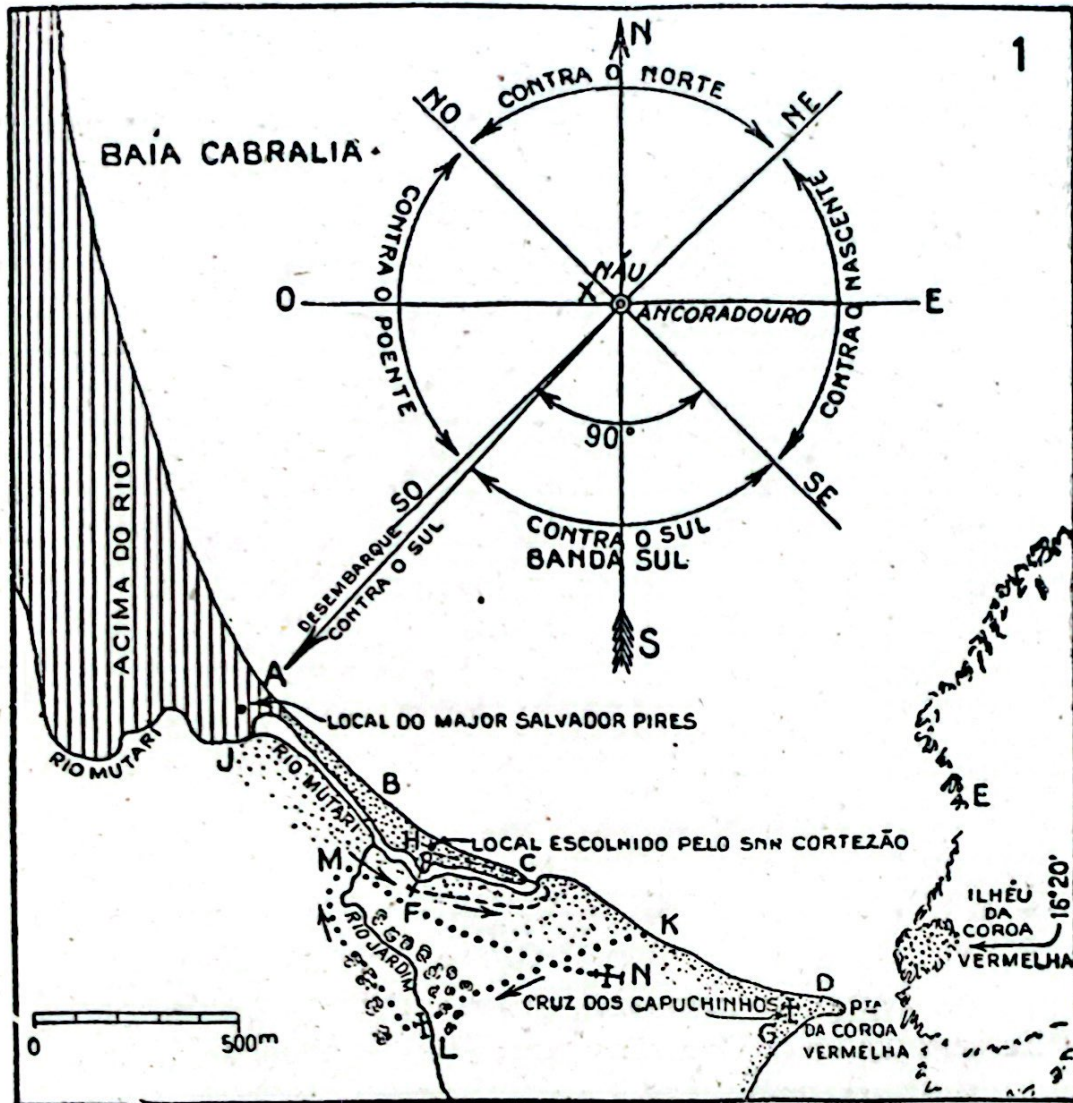 1
N
CONTRA O NORTE
NO
NE
BAÍA CABRALIA
CONTRA O POENTE
CONTRA O NASCENTE
NÁU
X
O
E
ANCORADOURO
90°
SO
SE
CONTRA O SUL
BANDA SUL
DESEMBARQUE
CONTRA O SUL
ACIMA DO RIO
S
A
LOCAL DO MAJOR SALVADOR PIRES
RIO MUTARI
J
RIO MUTARI
B
E
H
LOCAL ESCOLHIDO PELO SNR CORTEZÃO
M
C
F
ILHÉU
DA
COROA
VERMELHA
16°20'
K
RIO JARDIM
N
D
CRUZ DOS CAPUCHINHOS
PTA
G
DA COROA
VERMELHA
L
0
500m